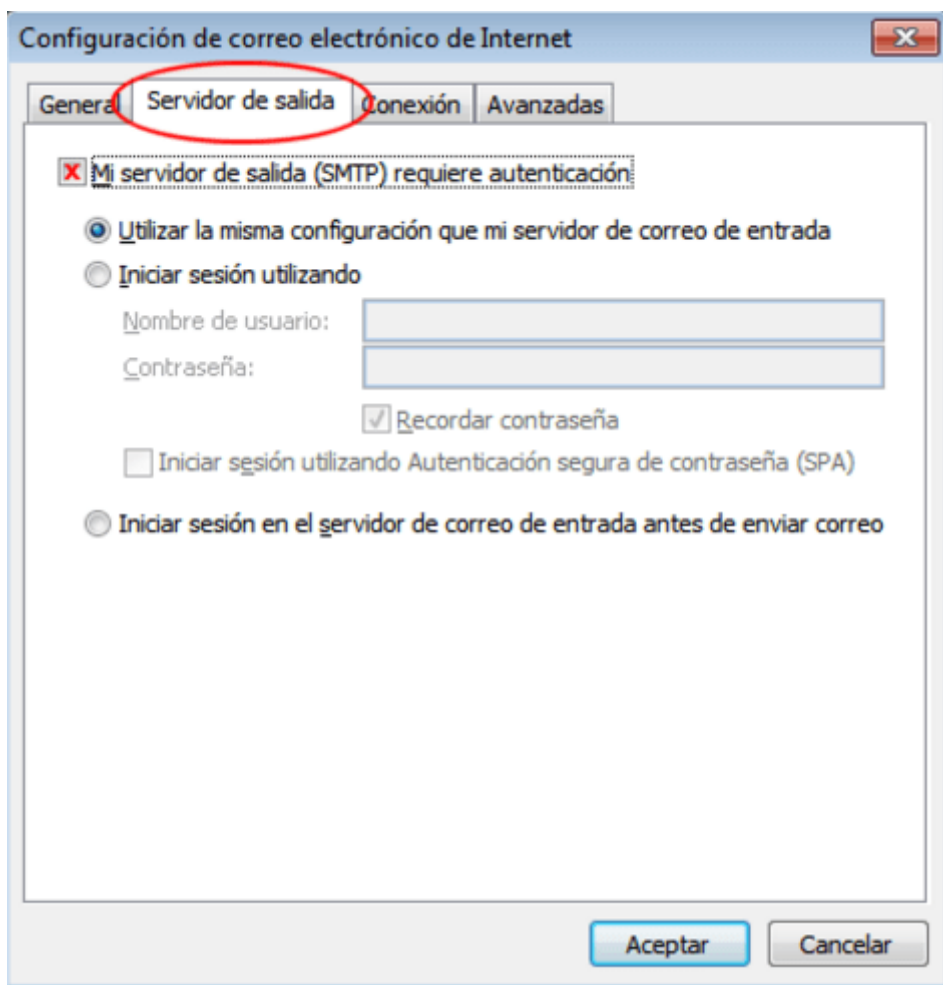 Configuración de correo electrónico de Internet
General Servidor de salida Conexión Avanzadas
Mi servidor de salida (SMTP) requiere autenticación
Utilizar la misma configuración que mi servidor de correo de entrada
Iniciar sesión utilizando
Nombre de usuario:
Contraseña:
Recordar contraseña
Iniciar sesión utilizando Autenticación segura de contraseña (SPA)
Iniciar sesión en el servidor de correo de entrada antes de enviar correo
Aceptar Cancelar